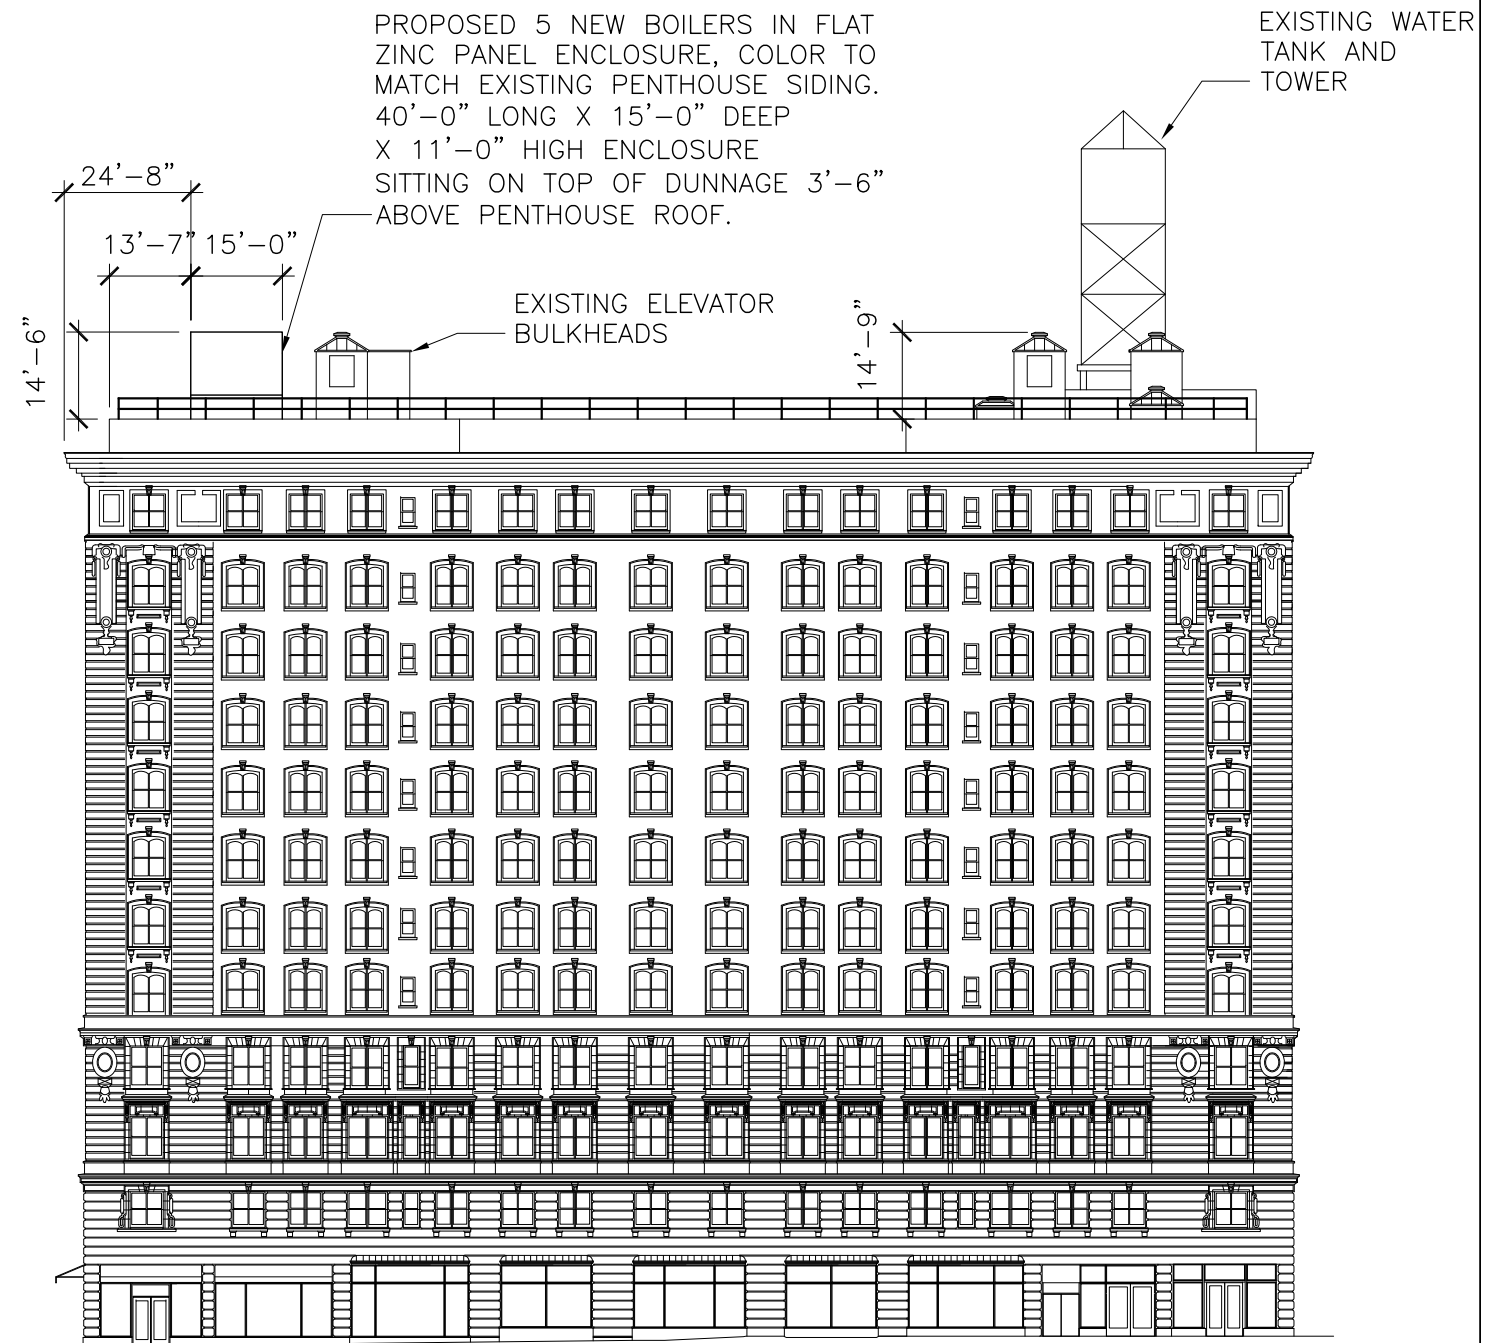 PROPOSED 5 NEW BOILERS IN FLAT
ZINC PANEL ENCLOSURE, COLOR TO
MATCH EXISTING PENTHOUSE SIDING.
40'-0" LONG X 15'-0" DEEP
X 11'-0" HIGH ENCLOSURE
SITTING ON TOP OF DUNNAGE 3'-6"
ABOVE PENTHOUSE ROOF.
EXISTING WATER
TANK AND
TOWER
24'-8"
13'-7"
15'-0"
14'-6"
EXISTING ELEVATOR
BULKHEADS
14'-9"